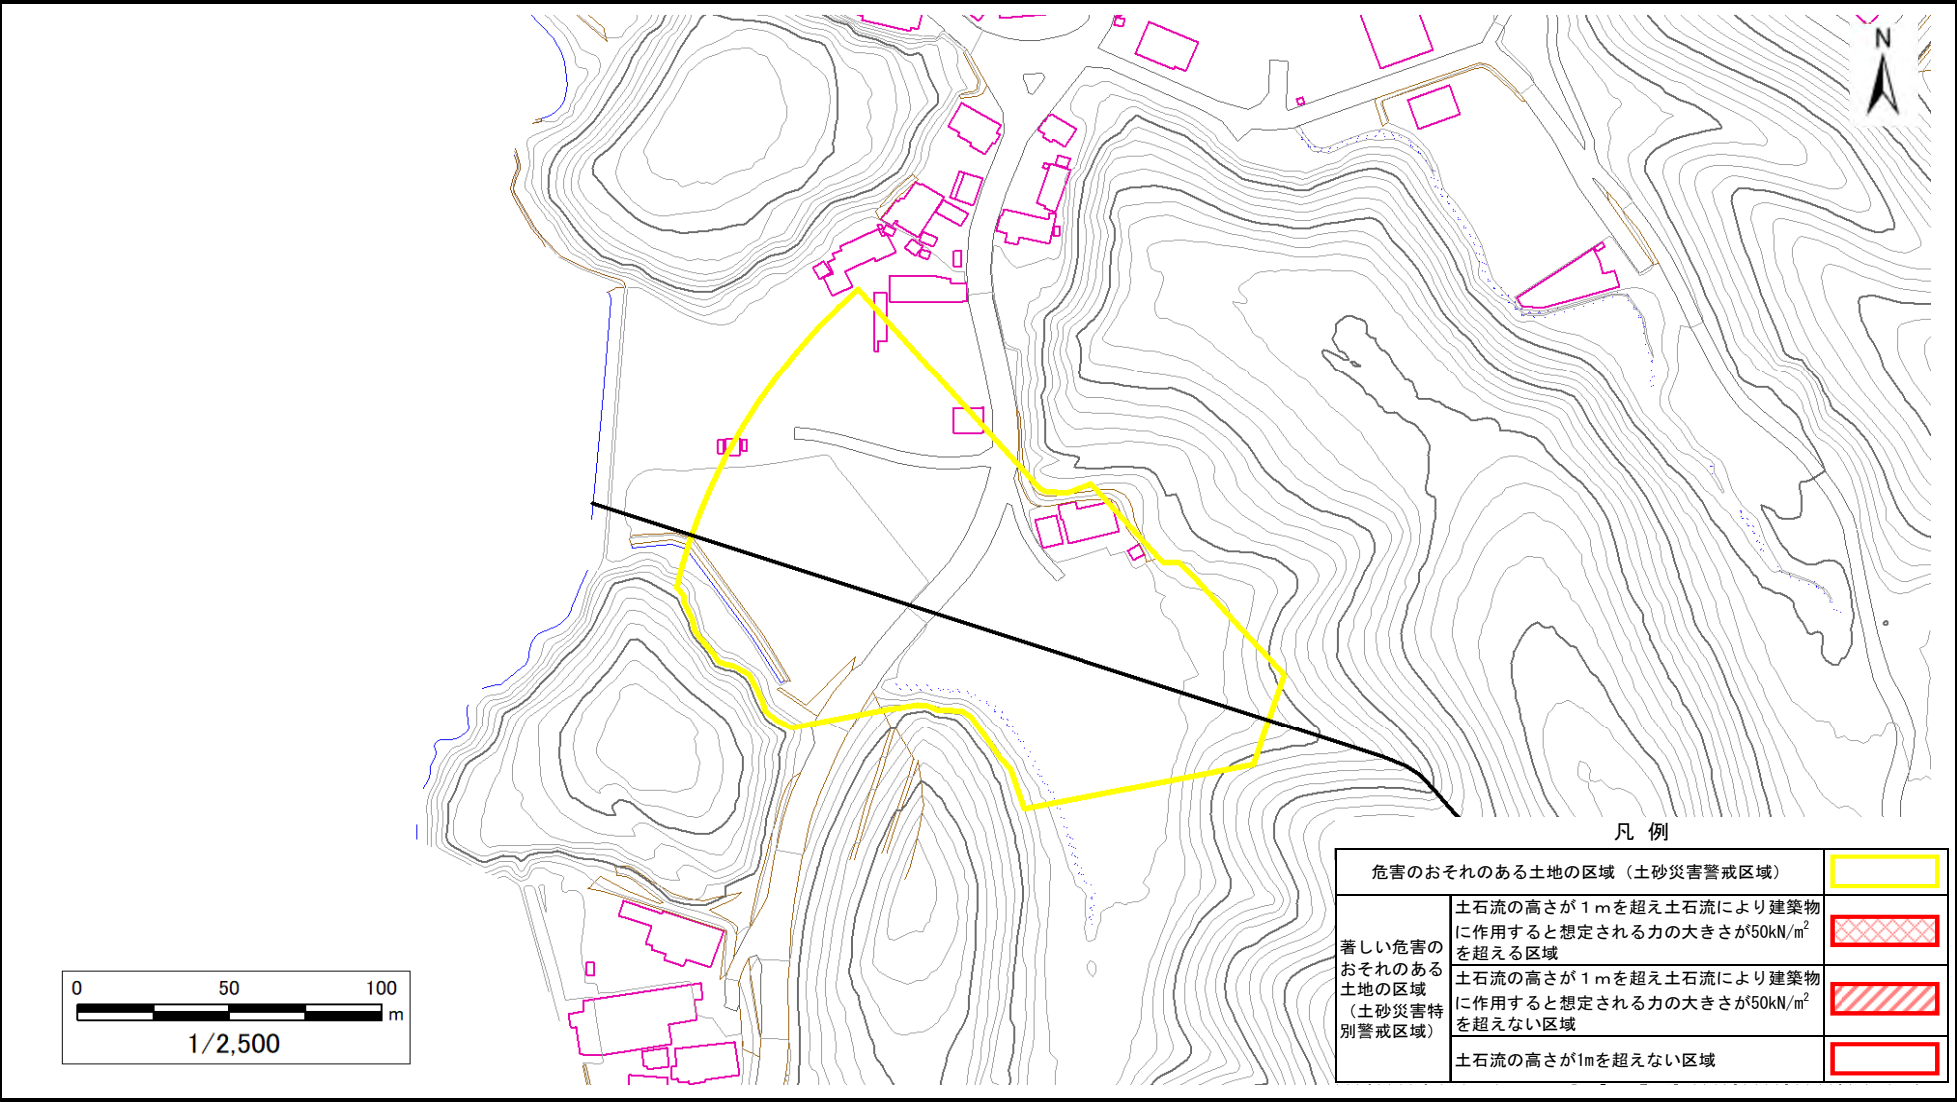 N
凡 例
危害のおそれのある土地の区域（土砂災害警戒区域）
著しい危害の
おそれのある
土地の区域
（土砂災害特
別警戒区域）
土石流の高さが１ｍを超え土石流により建築物
に作用すると想定される力の大きさが50kN/㎡
を超える区域
土石流の高さが１ｍを超え土石流により建築物
に作用すると想定される力の大きさが50kN/㎡
を超えない区域
土石流の高さが1mを超えない区域
0 50 100
m
1/2,500